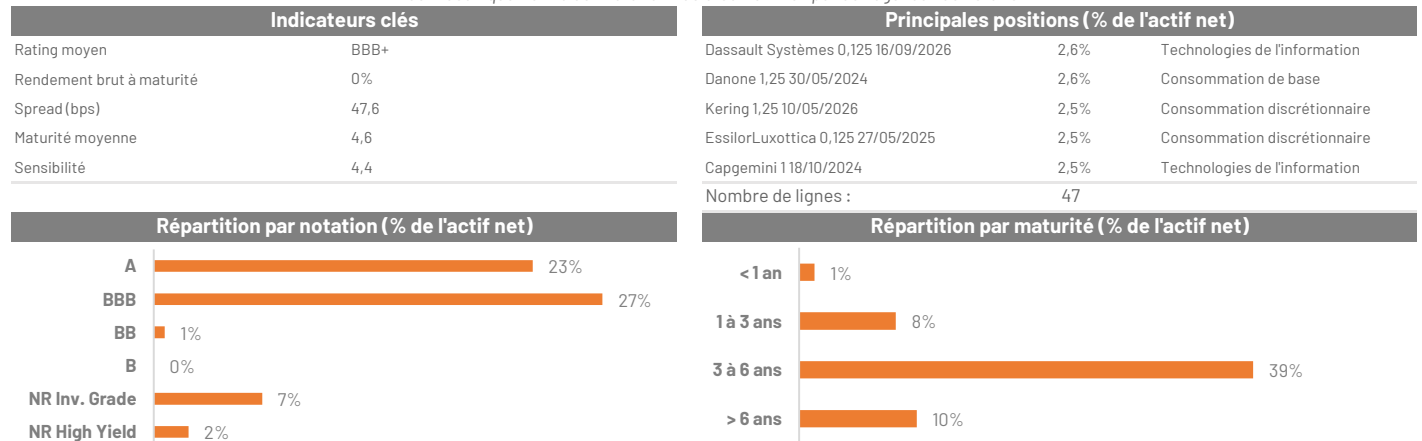 Indicateurs clés
Rating moyen BBB+
Rendement brut à maturité 0%
Spread (bps) 47,6
Maturité moyenne 4,6
Sensibilité 4,4
Principales positions (% de l'actif net)
Dassault Systèmes 0,125 16/09/2026 2,6% Technologies de l'information
Danone 1,25 30/05/2024 2,6% Consommation de base
Kering 1,25 10/05/2026 2,5% Consommation discrétionnaire
EssilorLuxottica 0,125 27/05/2025 2,5% Consommation discrétionnaire
Capgemini 1 18/10/2024 2,5% Technologies de l'information
Nombre de lignes : 47
Répartition par notation (% de l'actif net)
A 23%
BBB 27%
BB 1%
B 0%
NR Inv. Grade 7%
NR High Yield 2%
Répartition par maturité (% de l'actif net)
< 1 an 1%
1 à 3 ans 8%
3 à 6 ans 39%
> 6 ans 10%